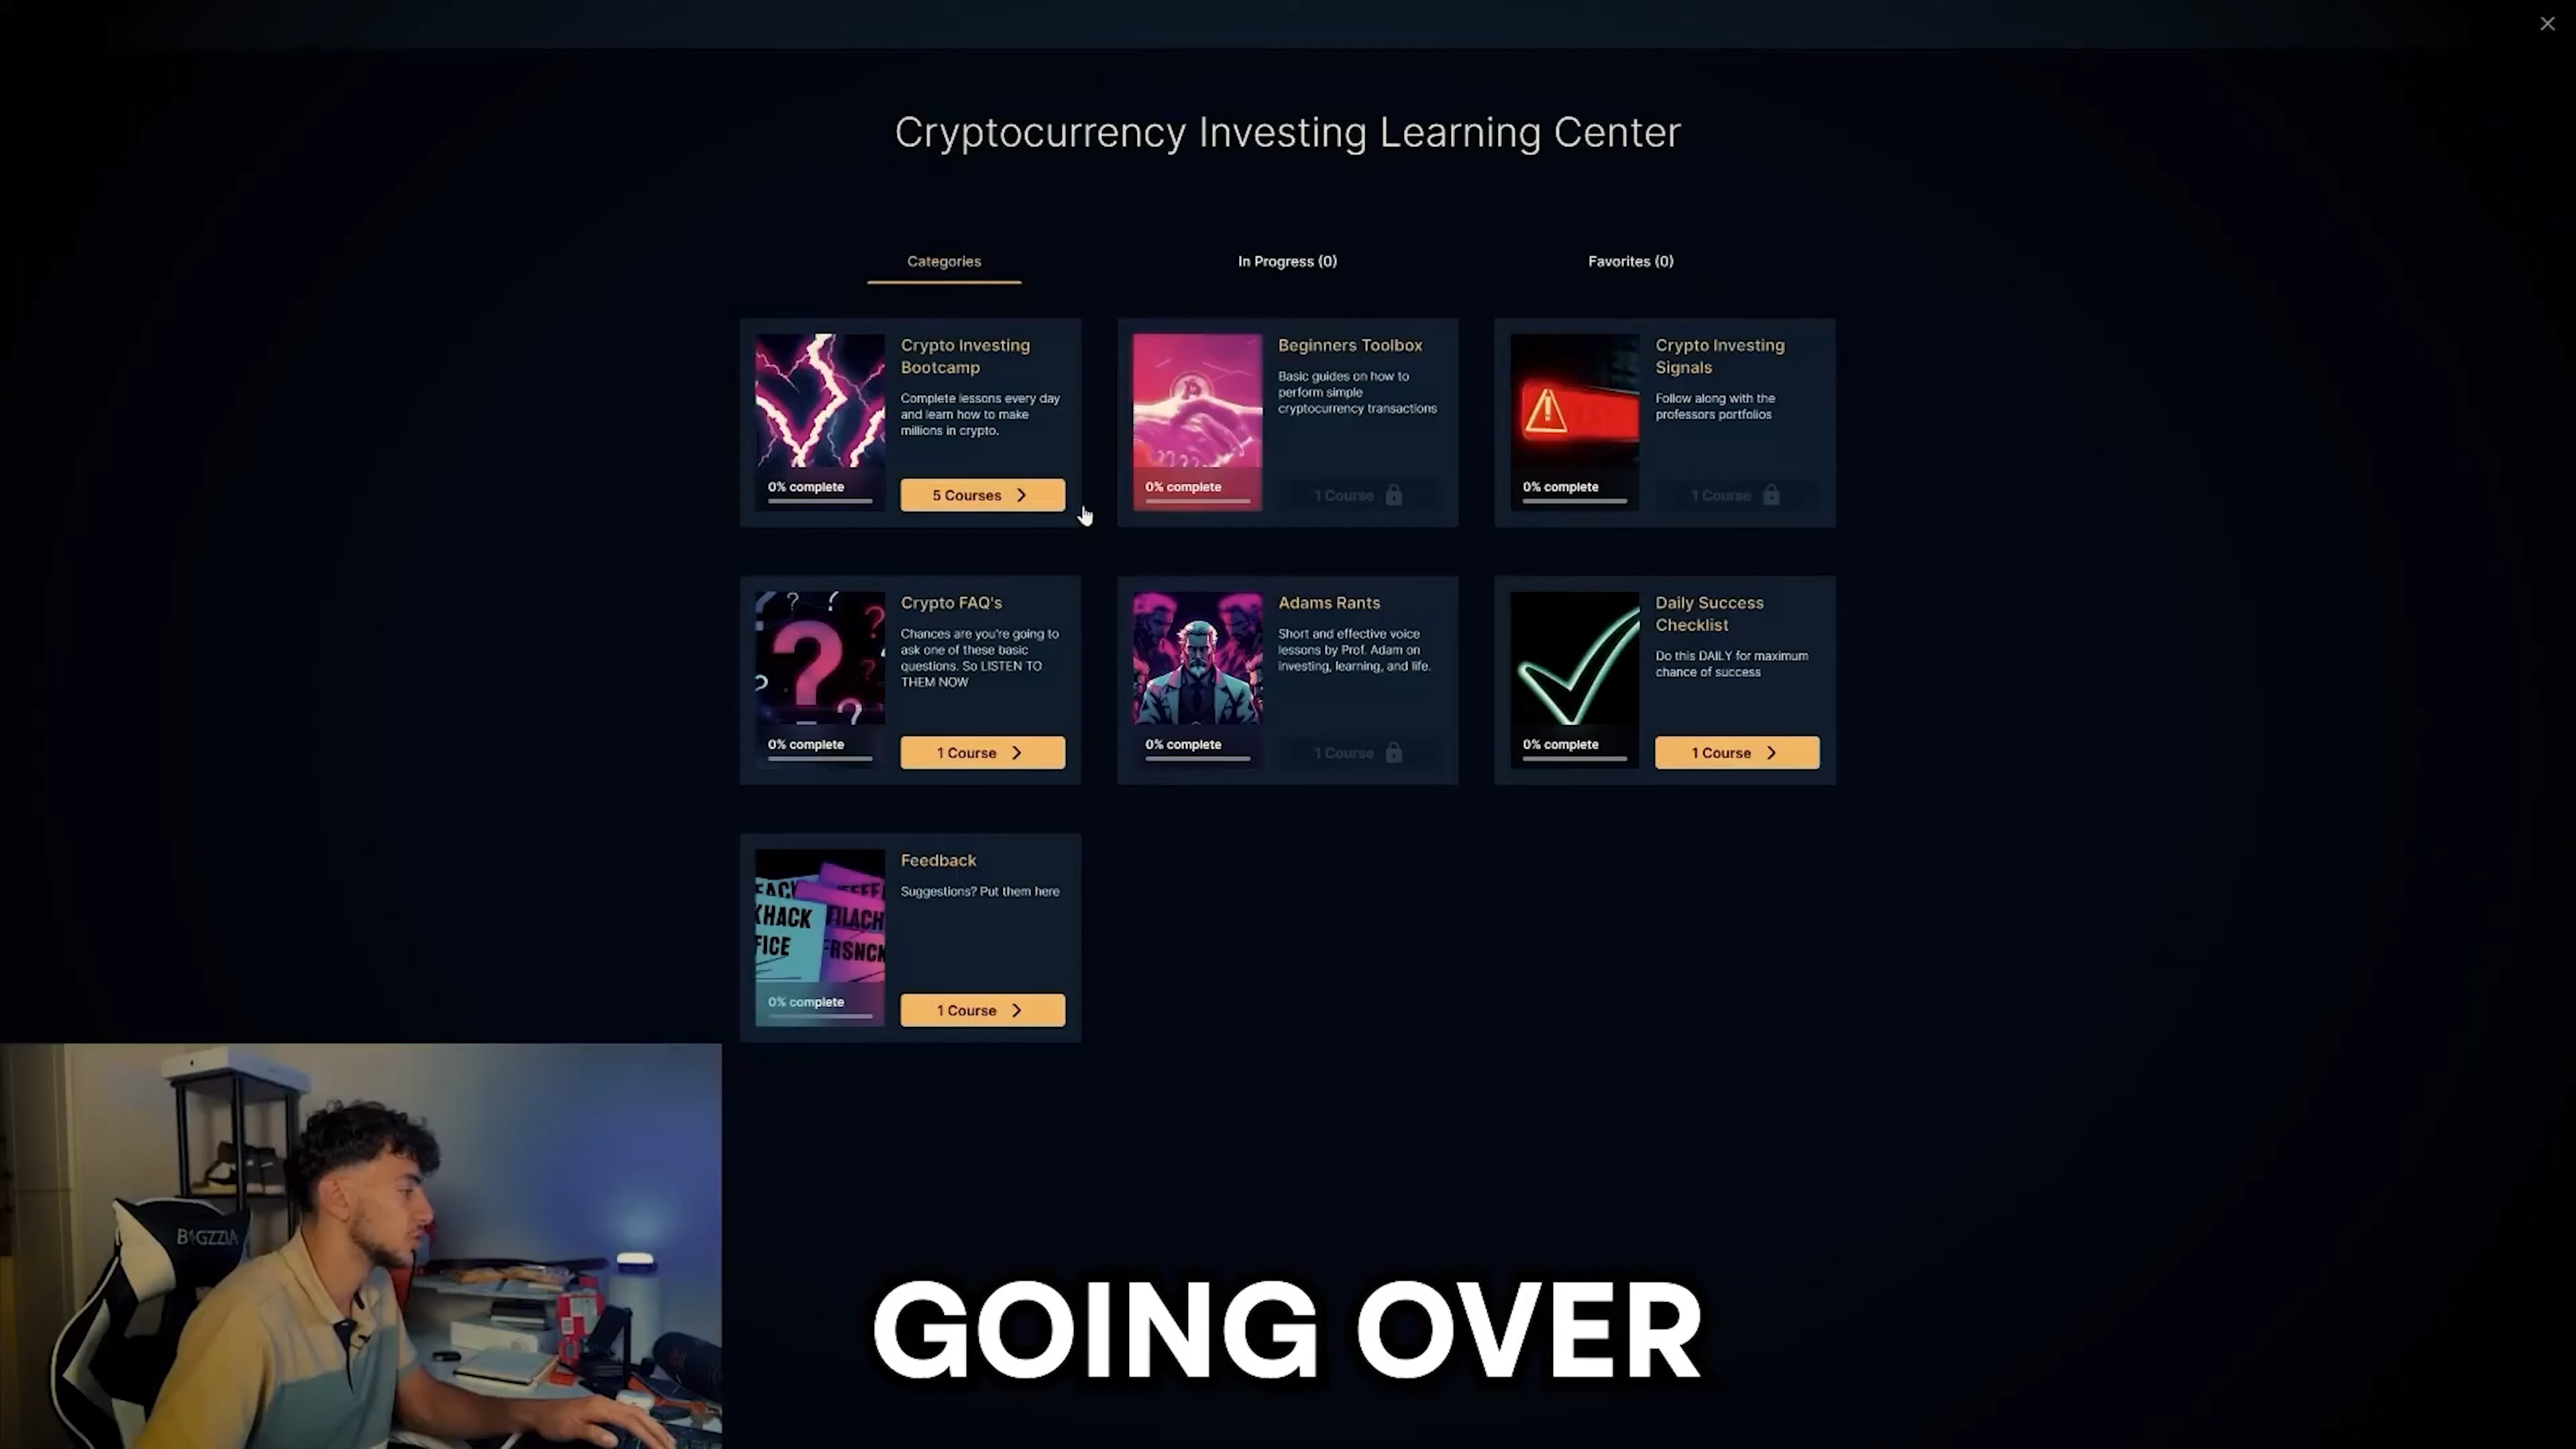 Cryptocurrency Investing Learning Center
Categories
In Progress (0)
Favorites (0)
Crypto Investing
Bootcamp
Complete lessons every day
and learn how to make
millions in crypto.
0% complete
5 Courses
Beginners Toolbox
Basic guides on how to
perform simple
cryptocurrency transactions
0% complete
1 Course
Crypto Investing
Signals
Follow along with the
professors portfolios
0% complete
1 Course
Crypto FAQ's
Chances are you're going to
ask one of these basic
questions. So LISTEN TO
THEM NOW
0% complete
1 Course
Adams Rants
Short and effective voice
lessons by Prof. Adam on
investing, learning, and life.
0% complete
1 Course
Daily Success
Checklist
Do this DAILY for maximum
chance of success
0% complete
1 Course
Feedback
Suggestions? Put them here
KHACK
FILACH
FICE
FRSNCK
0% complete
1 Course
B GZZIA
GOING OVER